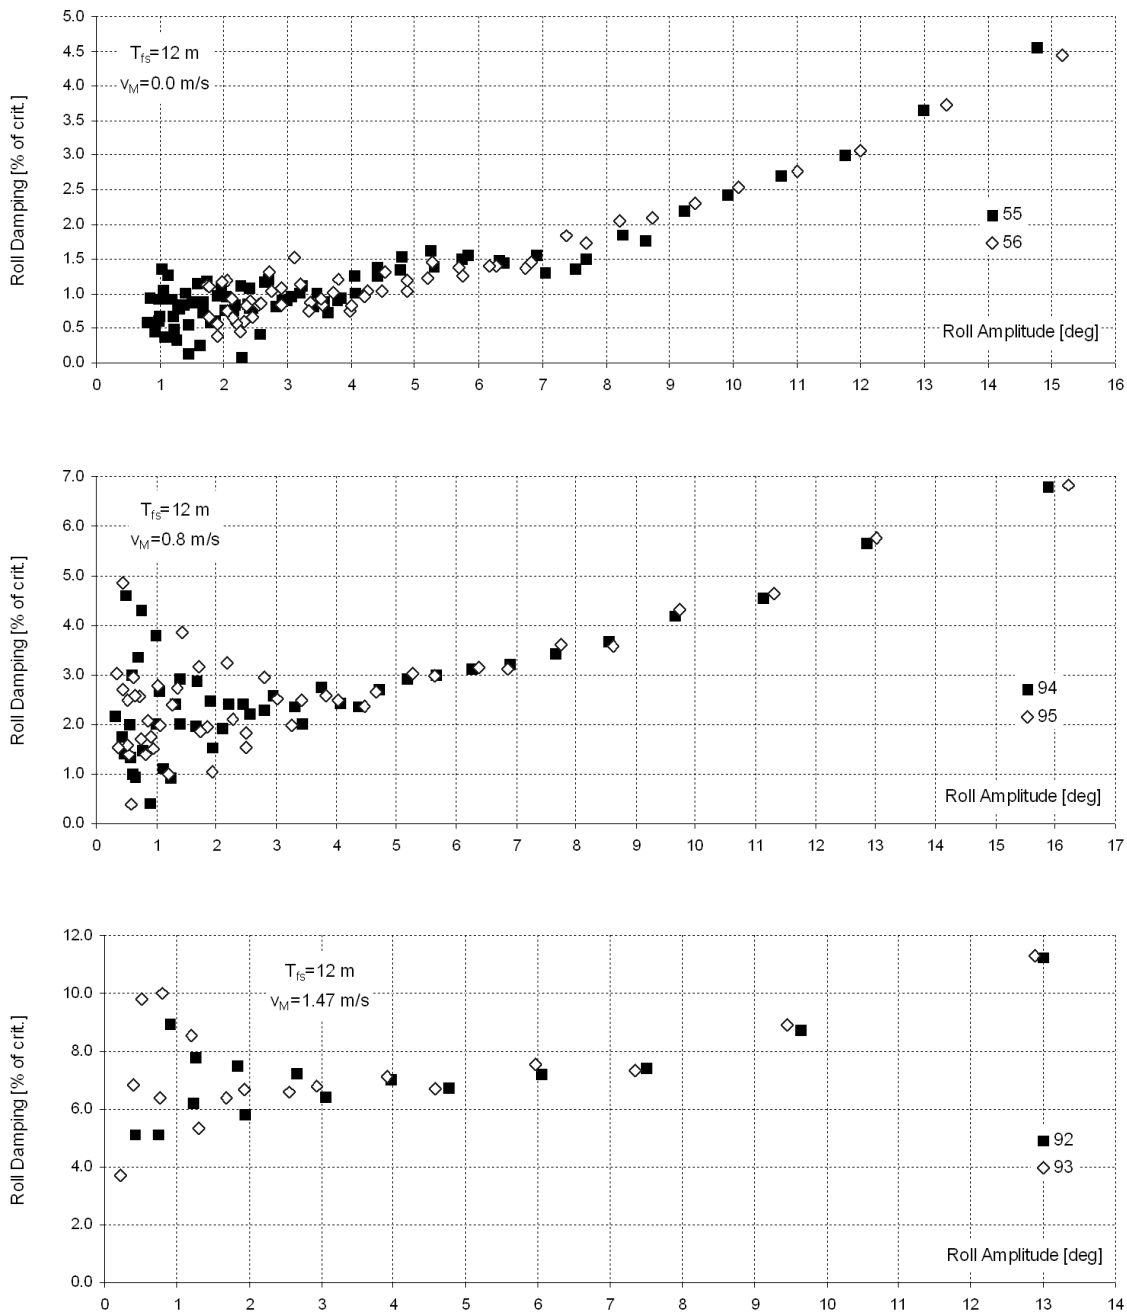 5.0
4.5
4.0
3.5
3.0
2.5
2.0
1.5
1.0
0.5
0.0
Roll Damping [% of crit.]
Tfs=12 m
vM=0.0 m/s
55
56
Roll Amplitude [deg]
0 1 2 3 4 5 6 7 8 9 10 11 12 13 14 15 16
7.0
6.0
5.0
4.0
3.0
2.0
1.0
0.0
Roll Damping [% of crit.]
Tfs=12 m
vM=0.8 m/s
94
95
Roll Amplitude [deg]
0 1 2 3 4 5 6 7 8 9 10 11 12 13 14 15 16 17
12.0
10.0
8.0
6.0
4.0
2.0
0.0
Roll Damping [% of crit.]
Tfs=12 m
vM=1.47 m/s
92
93
Roll Amplitude [deg]
0 1 2 3 4 5 6 7 8 9 10 11 12 13 14